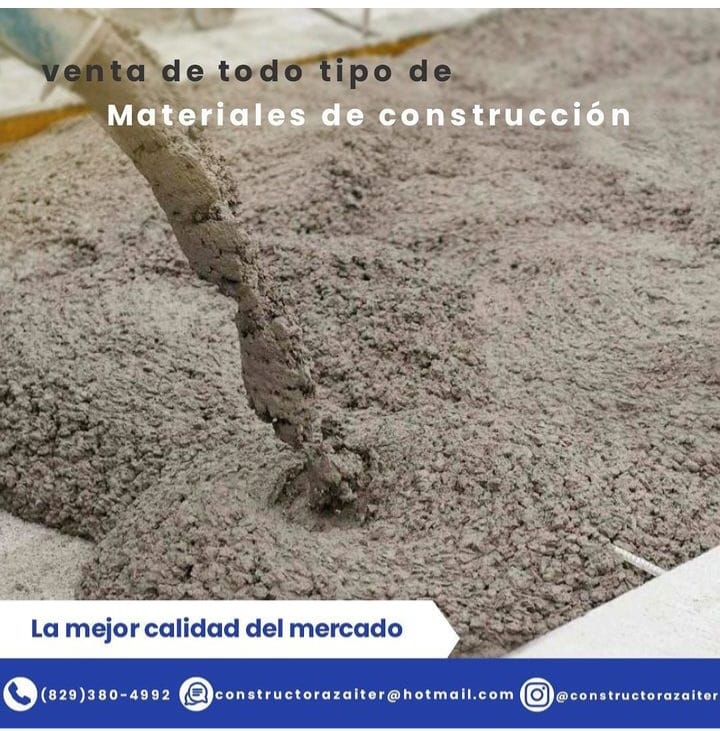 venta de todo tipo de
Materiales de construcción
La mejor calidad del mercado
(829)380-4992 constructorazaiter@hotmail.com @constructorazaiter